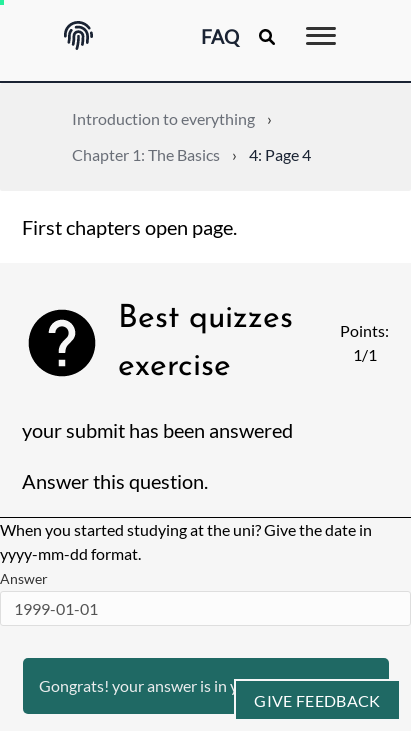 FAQ
Introduction to everything ›
Chapter 1: The Basics › 4: Page 4
First chapters open page.
Best quizzes
exercise
Points:
1/1
your submit has been answered
Answer this question.
When you started studying at the uni? Give the date in
yyyy-mm-dd format.
Answer
1999-01-01
Gongrats! your answer is in
GIVE FEEDBACK